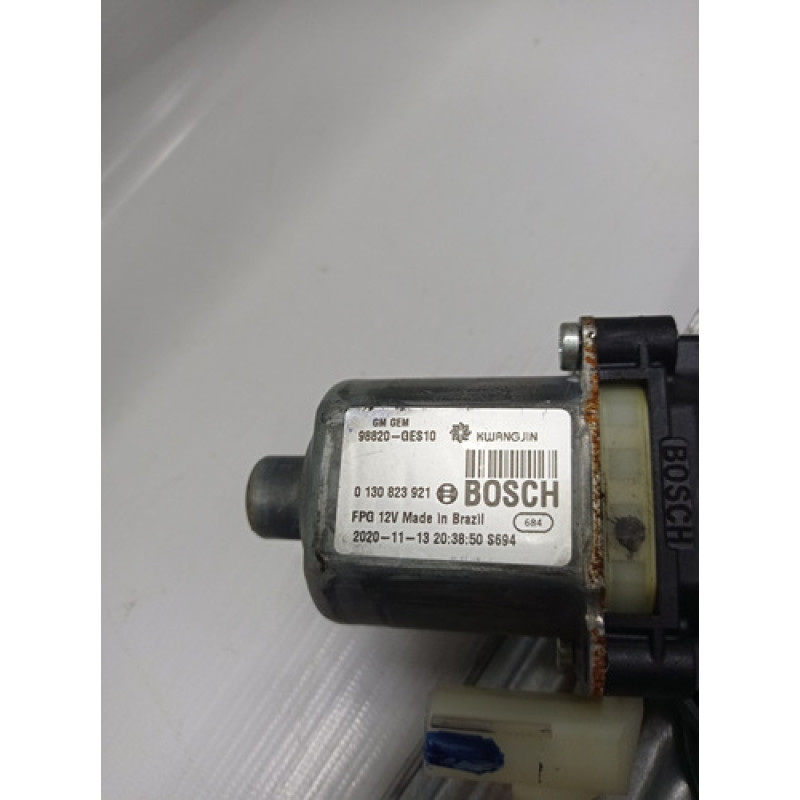 GM GEM
98820-GES10 KWANGJIN
0 130 823 921 BOSCH
FPG 12V Made in Brazil 684
2020-11-13 20:38:50 S694
BOSCH